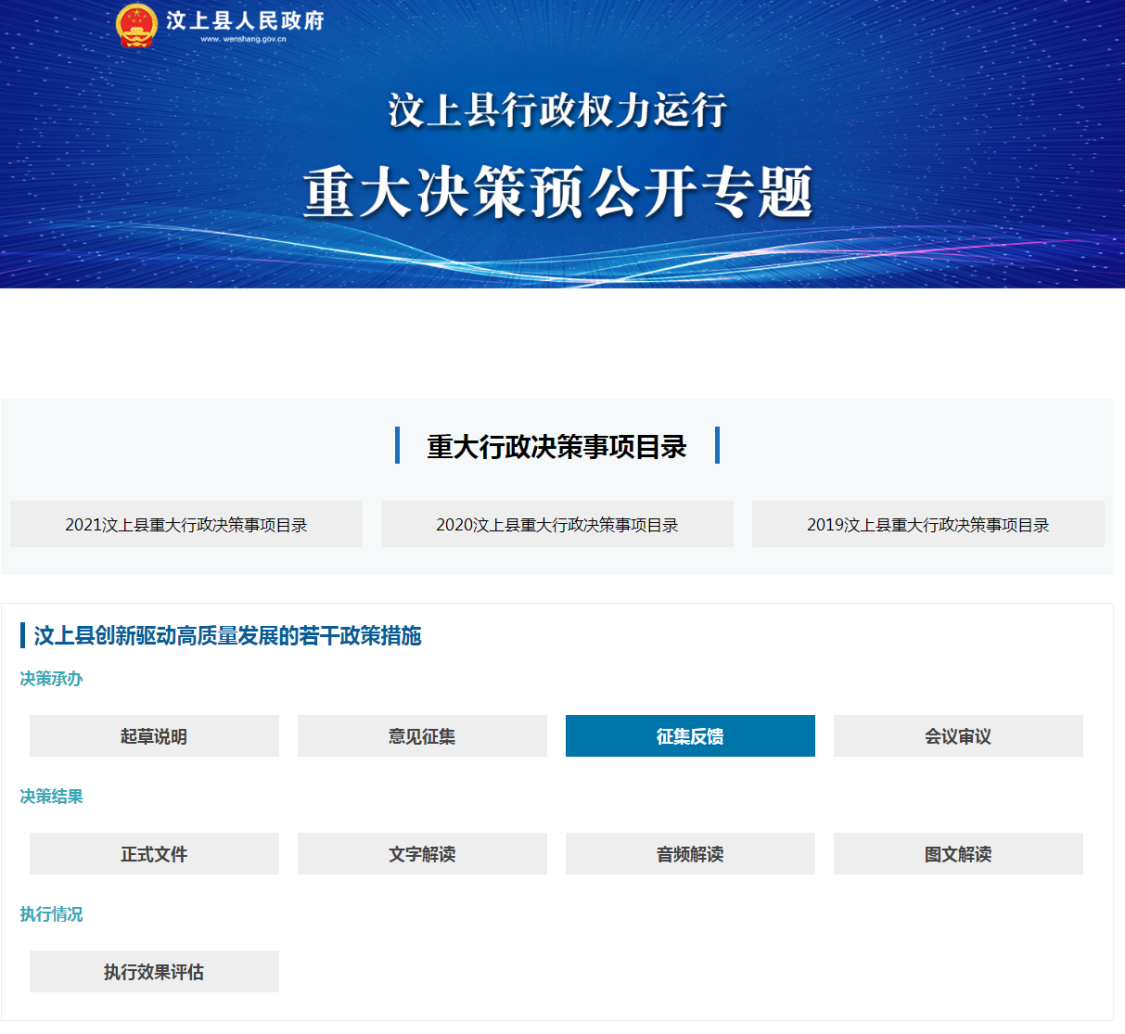 汶上县人民政府
www. wenshang.gov.cn
汶上县行政权力运行
重大决策预公开专题
重大行政决策事项目录
2021汶上县重大行政决策事项目录
2020汶上县重大行政决策事项目录
2019汶上县重大行政决策事项目录
汶上县创新驱动高质量发展的若干政策措施
决策承办
起草说明
意见征集
征集反馈
会议审议
决策结果
正式文件
文字解读
音频解读
图文解读
执行情况
执行效果评估